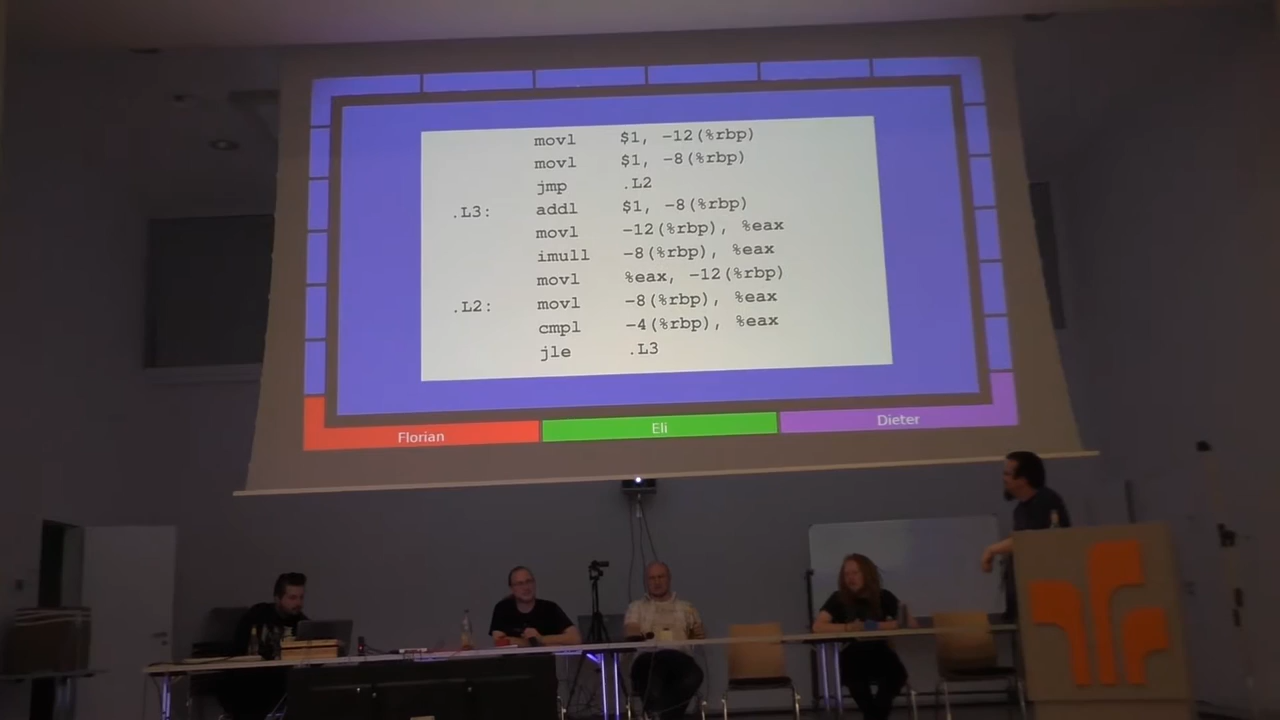 movl $1, -12(%rbp)
movl $1, -8(%rbp)
jmp .L2
.L3: addl $1, -8(%rbp)
movl -12(%rbp), %eax
imull -8(%rbp), %eax
movl %eax, -12(%rbp)
.L2: movl -8(%rbp), %eax
cmpl -4(%rbp), %eax
jle .L3
Florian
Eli
Dieter